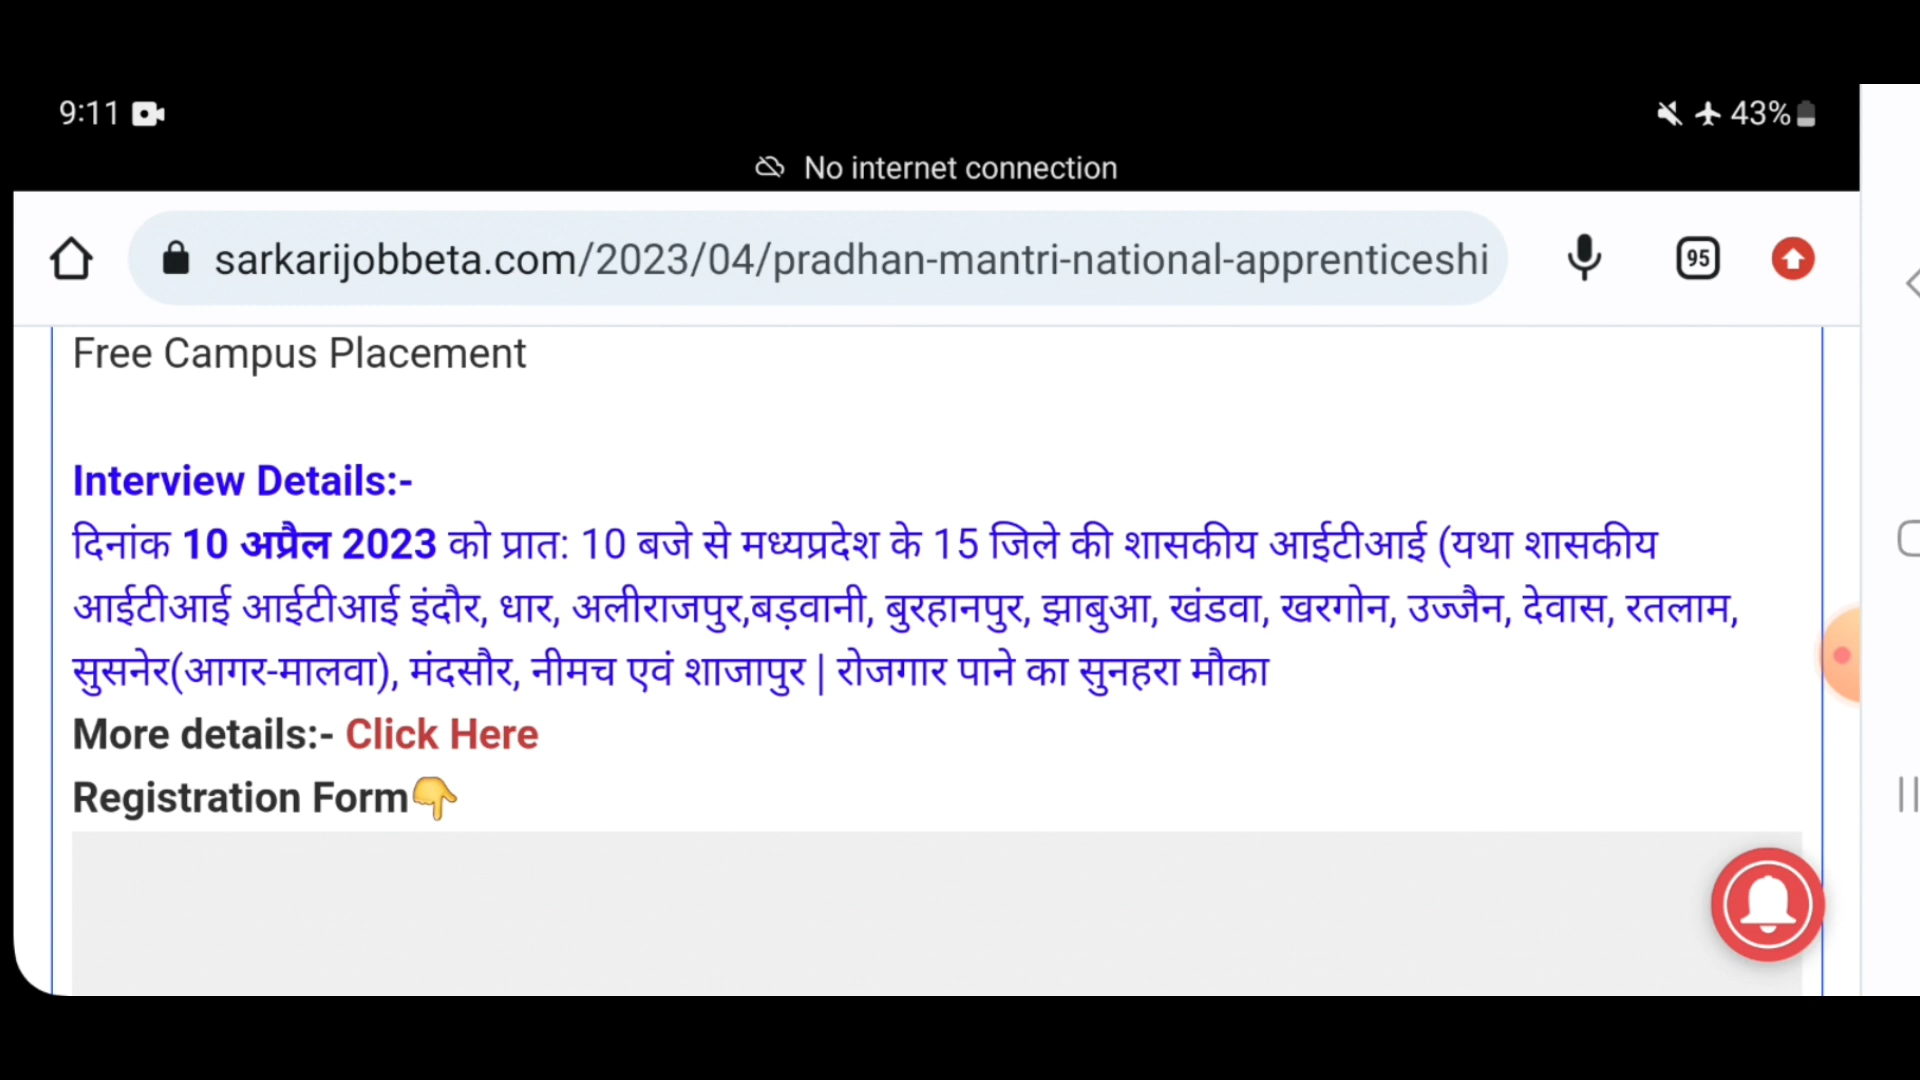 9:11
43%
No internet connection
sarkarijobbeta.com/2023/04/pradhan-mantri-national-apprenticeshi
95
Free Campus Placement
Interview Details:-
दिनांक 10 अप्रैल 2023 को प्रात: 10 बजे से मध्यप्रदेश के 15 जिले की शासकीय आईटीआई (यथा शासकीय
आईटीआई आईटीआई इंदौर, धार, अलीराजपुर,बड़वानी, बुरहानपुर, झाबुआ, खंडवा, खरगोन, उज्जैन, देवास, रतलाम,
सुसनेर(आगर-मालवा), मंदसौर, नीमच एवं शाजापुर | रोजगार पाने का सुनहरा मौका
More details:- Click Here
Registration Form👇